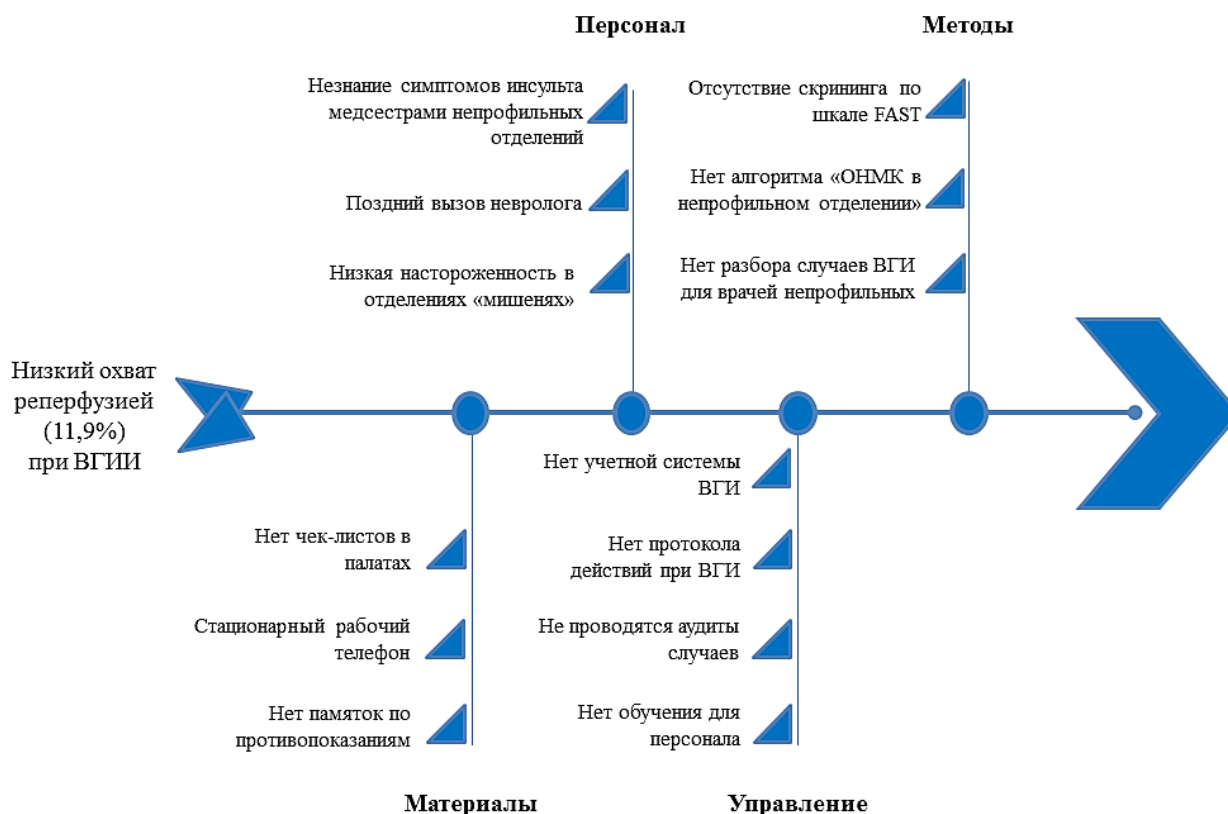 Персонал
Методы
Незнание симптомов инсульта
медсестрами непрофильных
отделений
Поздний вызов невролога
Низкая настороженность в
отделениях «мишенях»
Отсутствие скрининга по
шкале FAST
Нет алгоритма «ОНМК в
непрофильном отделении»
Нет разбора случаев ВГИ
для врачей непрофильных
Низкий охват
реперфузией
(11,9%)
при ВГИИ
Нет чек-листов в
палатах
Стационарный рабочий
телефон
Нет памяток по
противопоказаниям
Нет учетной системы
ВГИ
Нет протокола
действий при ВГИ
Не проводятся аудиты
случаев
Нет обучения для
персонала
Материалы
Управление